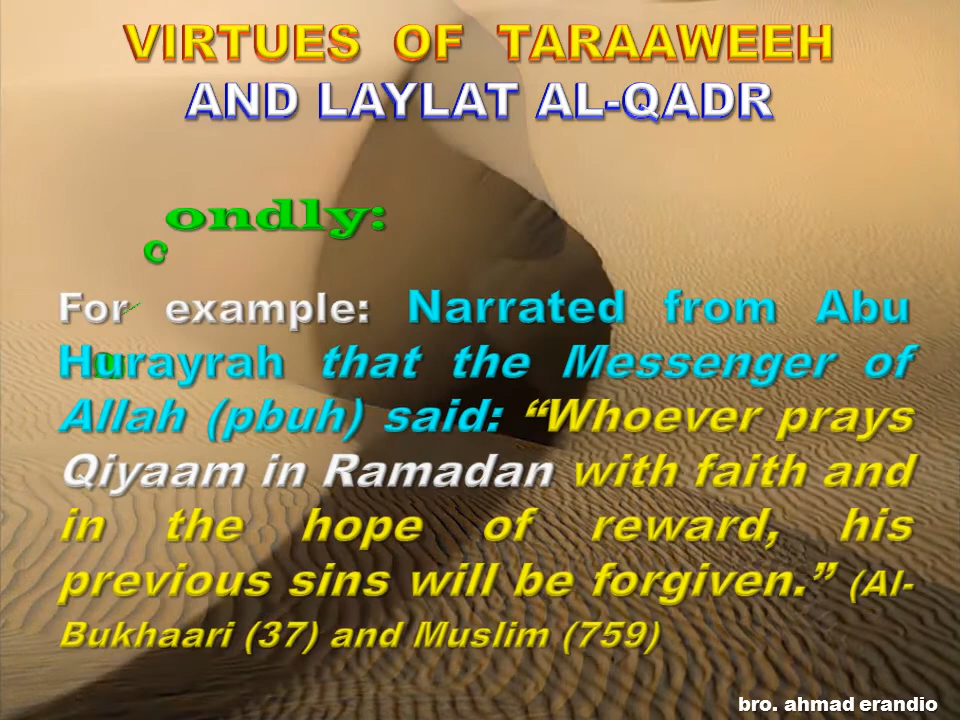 VIRTUES OF TARAAWEEH
AND LAYLAT AL-QADR
condly:
For example: Narrated from Abu
Hurayrah that the Messenger of
Allah (pbuh) said: “Whoever prays
Qiyaam in Ramadan with faith and
in the hope of reward, his
previous sins will be forgiven.” (Al-
Bukhaari (37) and Muslim (759)
bro. ahmad erandio